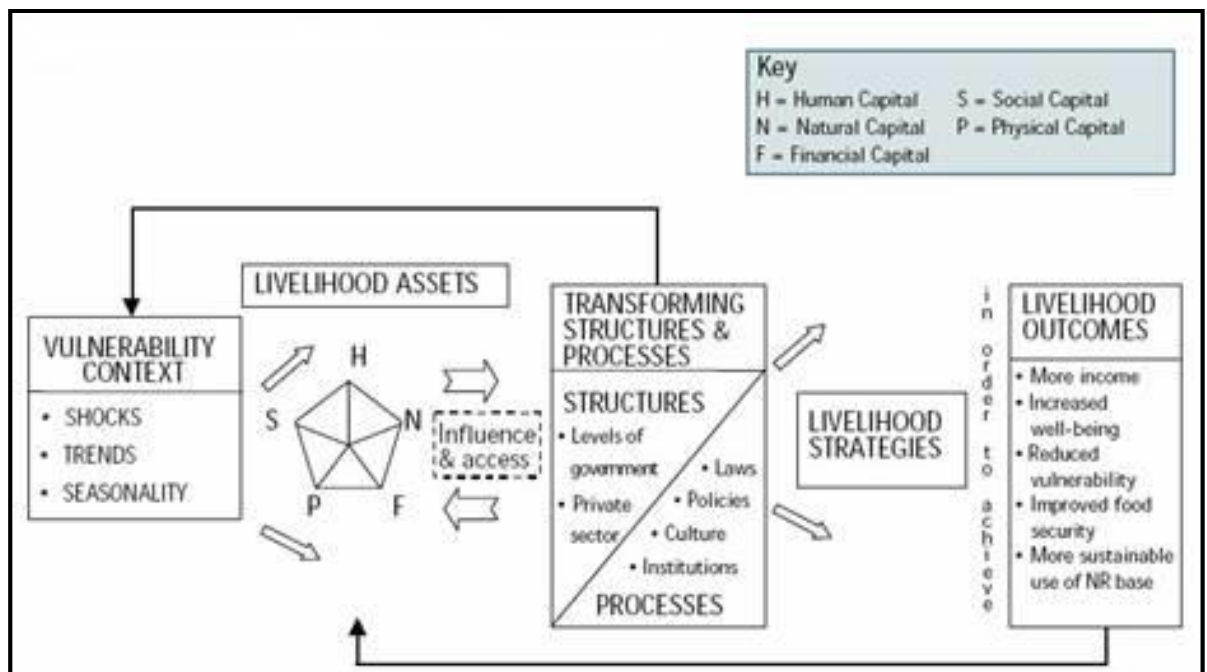 Key
H = Human Capital S = Social Capital
N = Natural Capital P = Physical Capital
F = Financial Capital
LIVELIHOOD ASSETS
VULNERABILITY
CONTEXT
• SHOCKS
• TRENDS
• SEASONALITY
H
S
N
P
F
Influence
& access
TRANSFORMING
STRUCTURES &
PROCESSES
STRUCTURES
• Levels of
government
• Private
sector
• Laws
• Policies
• Culture
• Institutions
PROCESSES
LIVELIHOOD
STRATEGIES
in order to achieve
LIVELIHOOD
OUTCOMES
• More income
• Increased
well-being
• Reduced
vulnerability
• Improved food
security
• More sustainable
use of NR base